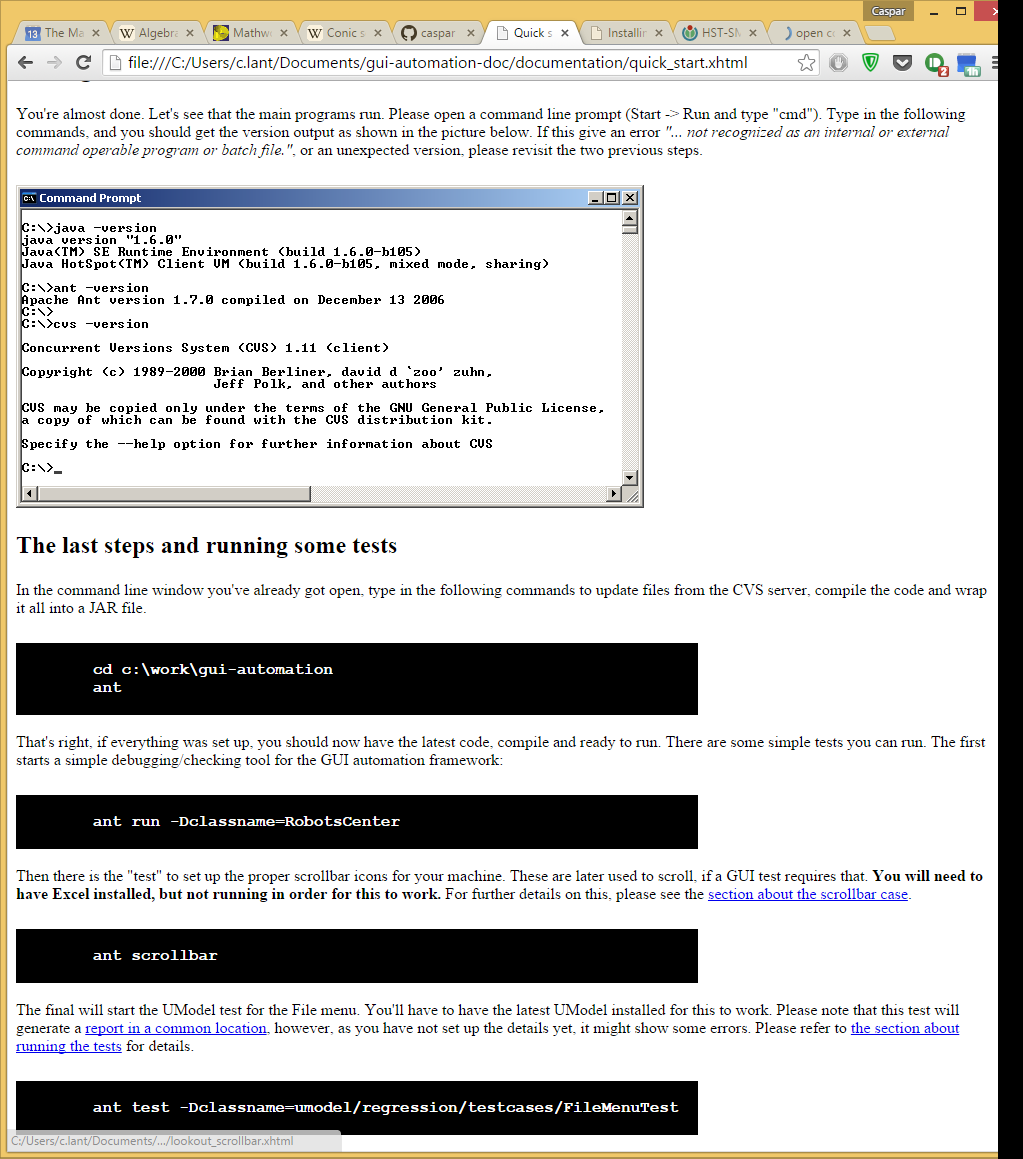 Caspar
13 The Ma
W Algebra
Mathw
W Conic s
caspar
Quick s
Installin
HST-SM
open co
file:///C:/Users/c.lant/Documents/gui-automation-doc/documentation/quick_start.xhtml
2
1h
You're almost done. Let's see that the main programs run. Please open a command line prompt (Start -> Run and type "cmd"). Type in the following
commands, and you should get the version output as shown in the picture below. If this give an error "... not recognized as an internal or external
command operable program or batch file.", or an unexpected version, please revisit the two previous steps.
C:\ Command Prompt
C:\>java -version
java version "1.6.0"
Java(TM) SE Runtime Environment (build 1.6.0-b105)
Java HotSpot(TM) Client VM (build 1.6.0-b105, mixed mode, sharing)
C:\>ant -version
Apache Ant version 1.7.0 compiled on December 13 2006
C:\>
C:\>cvs -version
Concurrent Versions System (CVS) 1.11 (client)
Copyright (c) 1989-2000 Brian Berliner, david d `zoo' zuhn,
Jeff Polk, and other authors
CVS may be copied only under the terms of the GNU General Public License,
a copy of which can be found with the CVS distribution kit.
Specify the --help option for further information about CVS
C:\>_
The last steps and running some tests
In the command line window you've already got open, type in the following commands to update files from the CVS server, compile the code and wrap
it all into a JAR file.
cd c:\work\gui-automation
ant
That's right, if everything was set up, you should now have the latest code, compile and ready to run. There are some simple tests you can run. The first
starts a simple debugging/checking tool for the GUI automation framework:
ant run -Dclassname=RobotsCenter
Then there is the "test" to set up the proper scrollbar icons for your machine. These are later used to scroll, if a GUI test requires that. You will need to
have Excel installed, but not running in order for this to work. For further details on this, please see the section about the scrollbar case.
ant scrollbar
The final will start the UModel test for the File menu. You'll have to have the latest UModel installed for this to work. Please note that this test will
generate a report in a common location, however, as you have not set up the details yet, it might show some errors. Please refer to the section about
running the tests for details.
ant test -Dclassname=umodel/regression/testcases/FileMenuTest
C:/Users/c.lant/Documents/.../lookout_scrollbar.xhtml